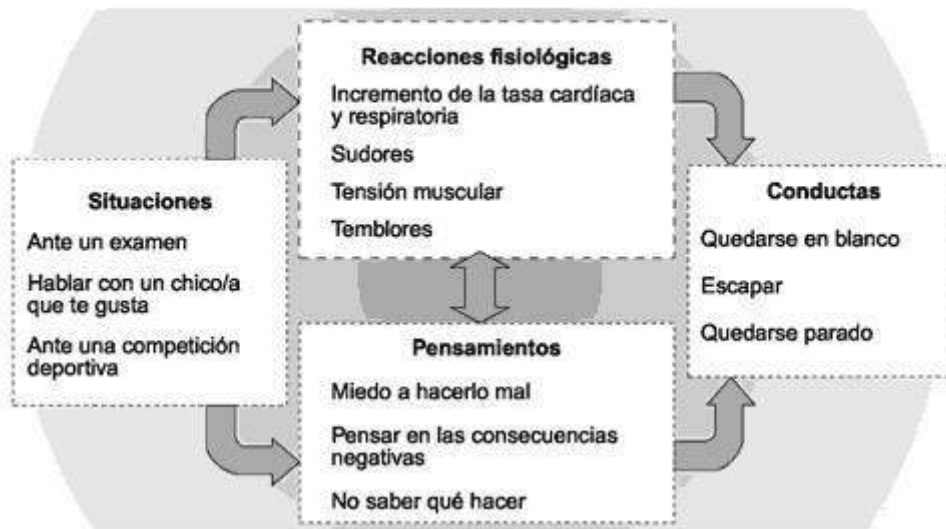 Reacciones fisiológicas
Incremento de la tasa cardíaca
y respiratoria
Sudores
Tensión muscular
Temblores
Situaciones
Ante un examen
Hablar con un chico/a
que te gusta
Ante una competición
deportiva
Conductas
Quedarse en blanco
Escapar
Quedarse parado
Pensamientos
Miedo a hacerlo mal
Pensar en las consecuencias
negativas
No saber qué hacer